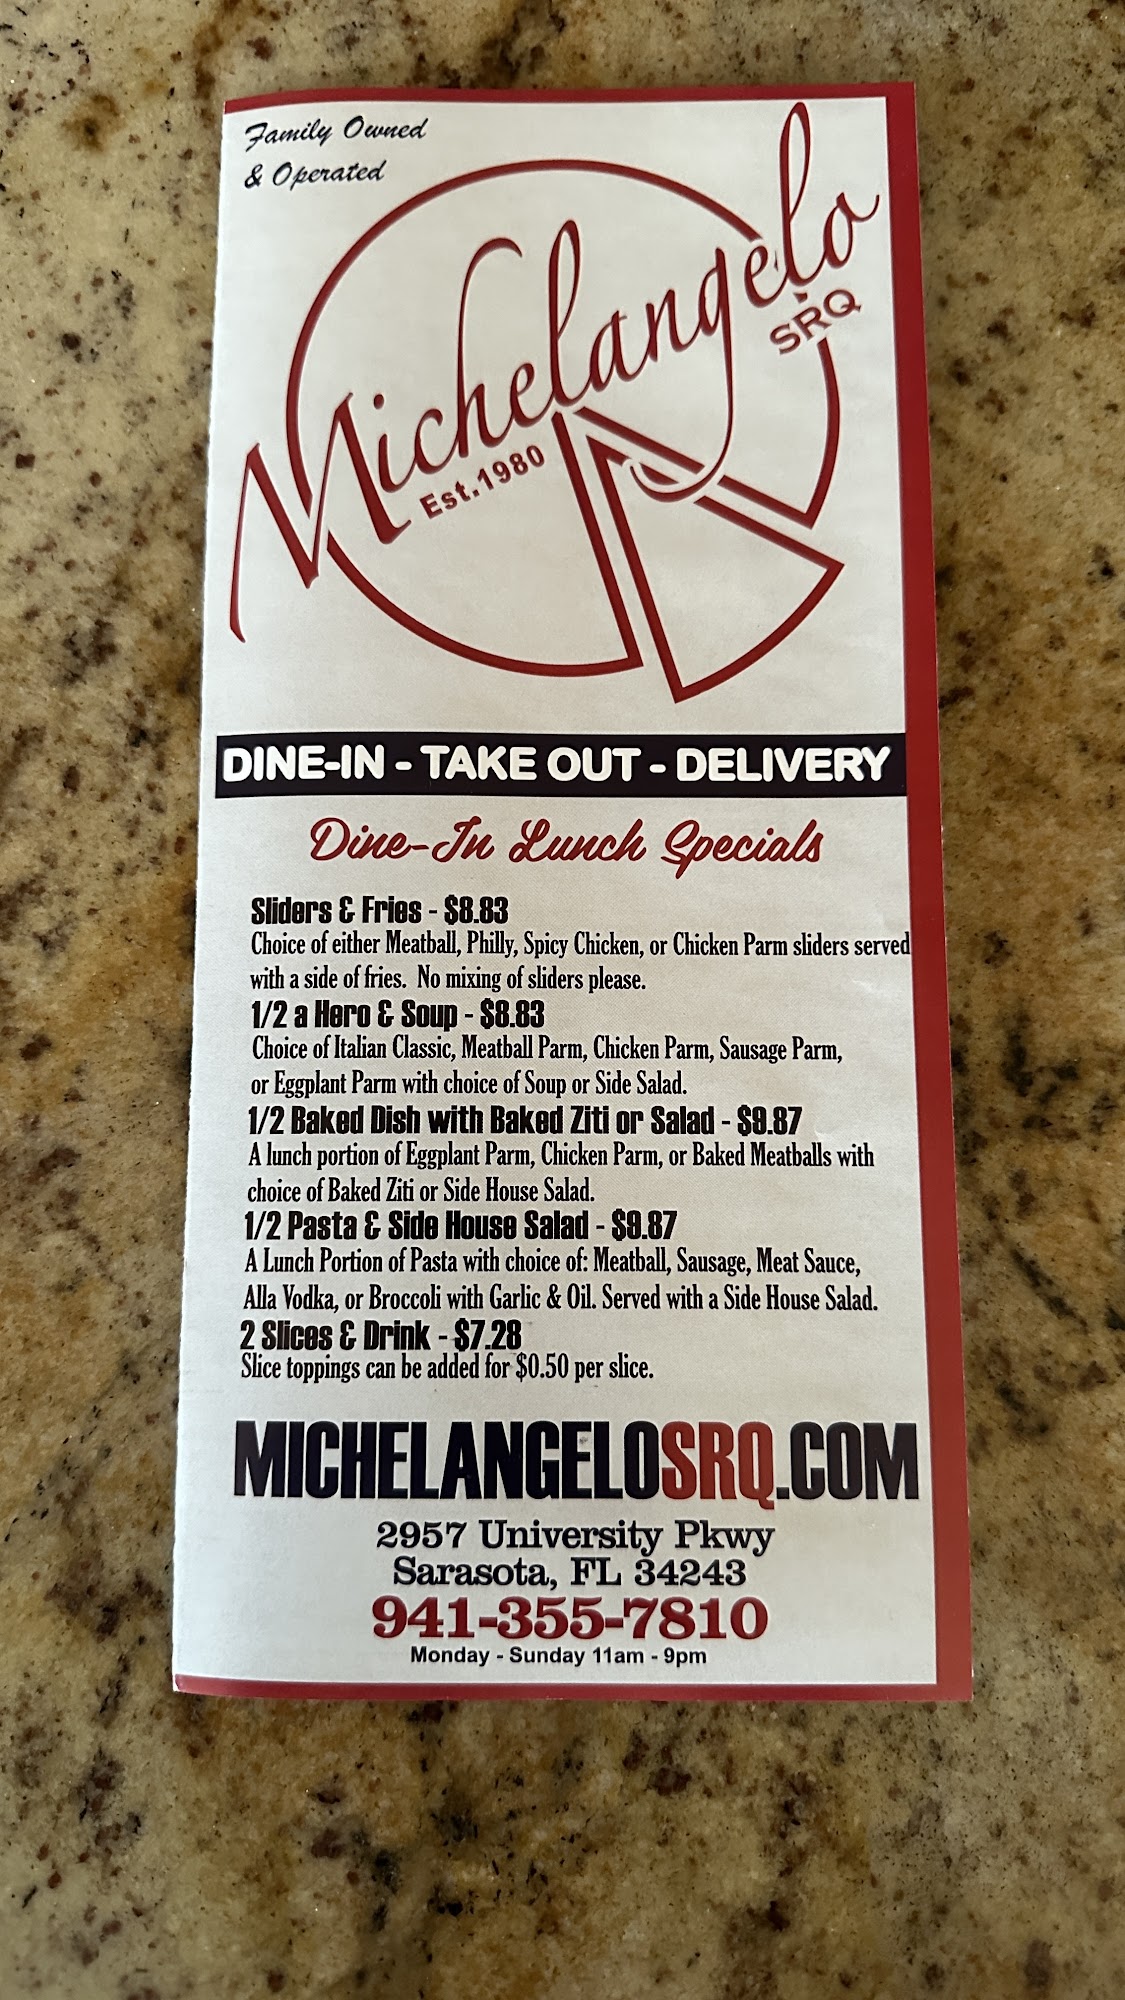 Family Owned
& Operated
Michelangelo
SRQ
Est.1980
DINE-IN - TAKE OUT - DELIVERY
Dine-In Lunch Specials
Sliders & Fries - $8.83
Choice of either Meatball, Philly, Spicy Chicken, or Chicken Parm sliders served
with a side of fries. No mixing of sliders please.
1/2 a Hero & Soup - $8.83
Choice of Italian Classic, Meatball Parm, Chicken Parm, Sausage Parm,
or Eggplant Parm with choice of Soup or Side Salad.
1/2 Baked Dish with Baked Ziti or Salad - $9.87
A lunch portion of Eggplant Parm, Chicken Parm, or Baked Meatballs with
choice of Baked Ziti or Side House Salad.
1/2 Pasta & Side House Salad - $9.87
A Lunch Portion of Pasta with choice of: Meatball, Sausage, Meat Sauce,
Alla Vodka, or Broccoli with Garlic & Oil. Served with a Side House Salad.
2 Slices & Drink - $7.28
Slice toppings can be added for $0.50 per slice.
MICHELANGELOSRQ.COM
2957 University Pkwy
Sarasota, FL 34243
941-355-7810
Monday - Sunday 11am - 9pm